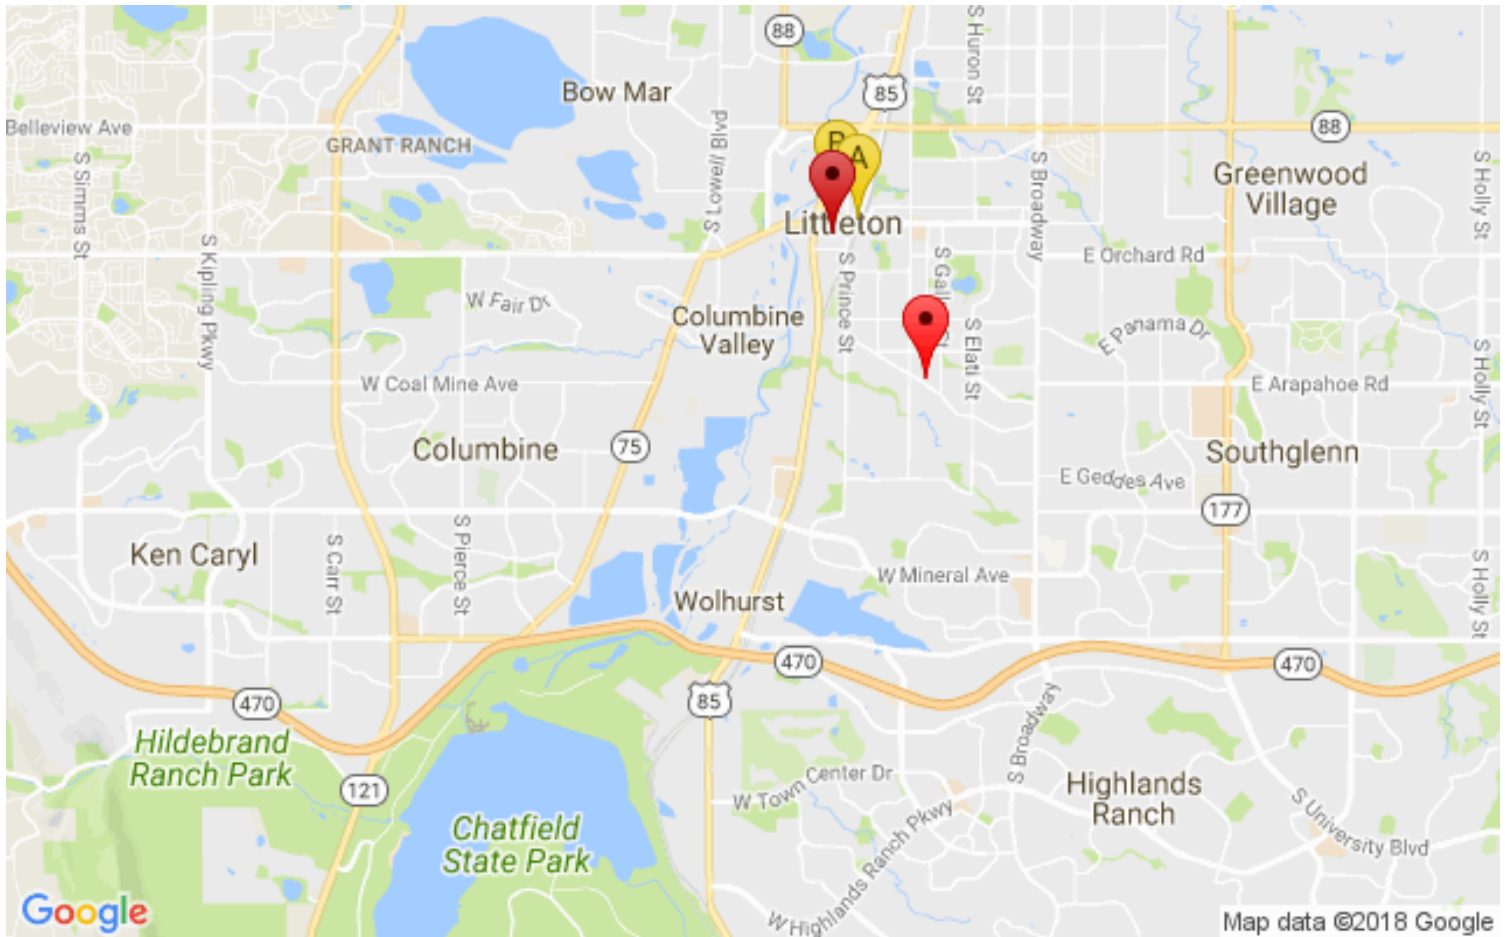 88
S Huron St
Bow Mar
85
Belleview Ave
GRANT RANCH
88
B
A
S Simms St
S Lowell Blvd
S Broadway
Greenwood
Village
S Holly St
Littleton
S Kipling Pkwy
S Prince St
E Orchard Rd
W Fair Dr
Columbine
Valley
S Elati St
E Panama Dr
S Holly St
W Coal Mine Ave
E Arapahoe Rd
Columbine
75
Southglenn
E Geddes Ave
177
Ken Caryl
S Carr St
S Pierce St
W Mineral Ave
S Holly St
Wolhurst
470
470
470
85
S Broadway
Hildebrand
Ranch Park
121
W Town Center Dr
Highlands
Ranch
S University Blvd
Chatfield
State Park
W Highlands Ranch Pkwy
Google
Map data ©2018 Google